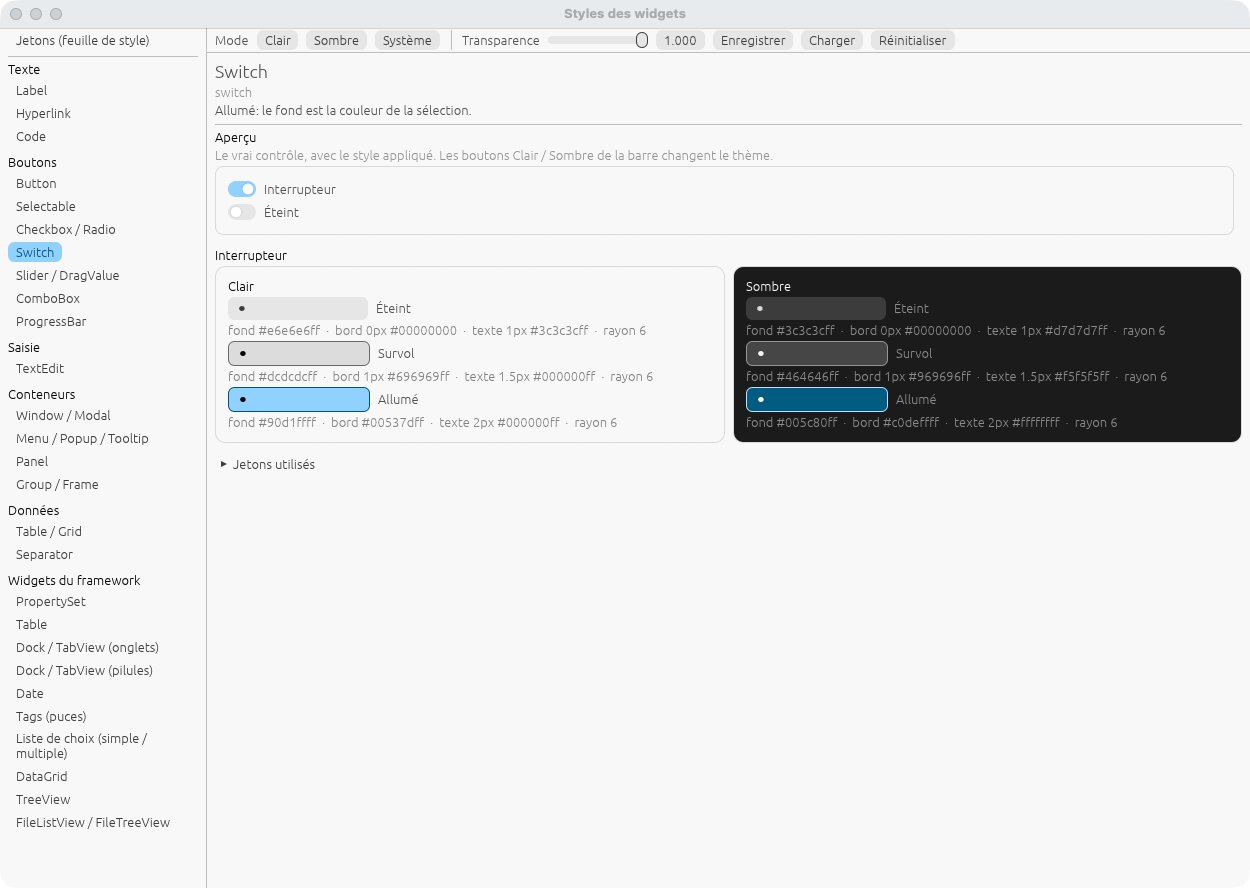 Styles des widgets
Jetons (feuille de style)
Texte
Label
Hyperlink
Code
Boutons
Button
Selectable
Checkbox / Radio
Switch
Slider / DragValue
ComboBox
ProgressBar
Saisie
TextEdit
Conteneurs
Window / Modal
Menu / Popup / Tooltip
Panel
Group / Frame
Données
Table / Grid
Separator
Widgets du framework
PropertySet
Table
Dock / TabView (onglets)
Dock / TabView (pilules)
Date
Tags (puces)
Liste de choix (simple /
multiple)
DataGrid
TreeView
FileListView / FileTreeView
Mode Clair Sombre Système Transparence 1.000 Enregistrer Charger Réinitialiser
Switch
switch
Allumé: le fond est la couleur de la sélection.
Aperçu
Le vrai contrôle, avec le style appliqué. Les boutons Clair / Sombre de la barre changent le thème.
Interrupteur
Éteint
Interrupteur
Clair
Éteint
fond #e6e6e6ff · bord 0px #00000000 · texte 1px #3c3c3cff · rayon 6
Survol
fond #dcdcdcff · bord 1px #696969ff · texte 1.5px #000000ff · rayon 6
Allumé
fond #90d1ffff · bord #00537dff · texte 2px #000000ff · rayon 6
Sombre
Éteint
fond #3c3c3cff · bord 0px #00000000 · texte 1px #d7d7d7ff · rayon 6
Survol
fond #464646ff · bord 1px #969696ff · texte 1.5px #f5f5f5ff · rayon 6
Allumé
fond #005c80ff · bord #c0deffff · texte 2px #ffffffff · rayon 6
Jetons utilisés